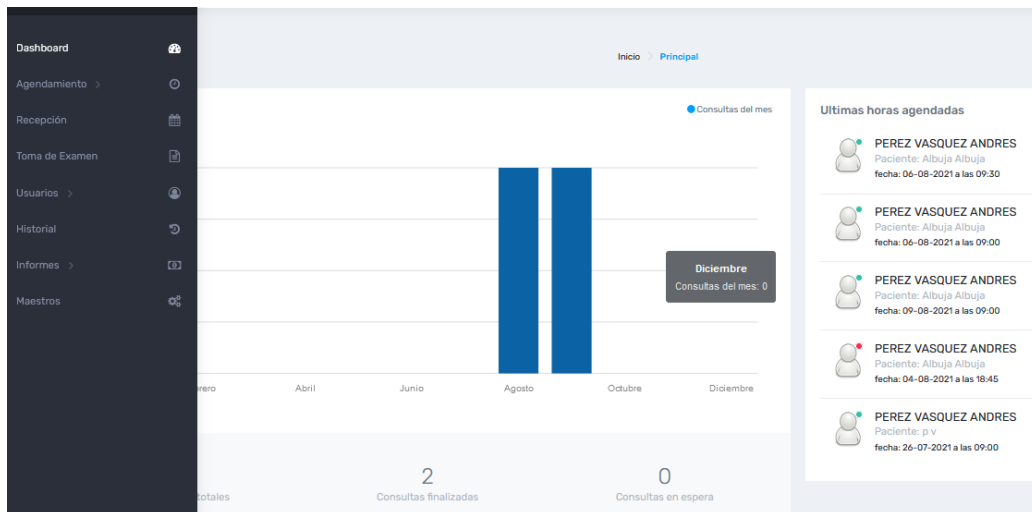 Dashboard
Agendamiento
Recepción
Toma de Examen
Usuarios
Historial
Informes
Maestros
Inicio > Principal
Consultas del mes
Diciembre
Consultas del mes: 0
Abril
Junio
Agosto
Octubre
Diciembre
totales
2
Consultas finalizadas
0
Consultas en espera
Ultimas horas agendadas
PEREZ VASQUEZ ANDRES
Paciente: Albuja Albuja
fecha: 06-08-2021 a las 09:30
PEREZ VASQUEZ ANDRES
Paciente: Albuja Albuja
fecha: 06-08-2021 a las 09:00
PEREZ VASQUEZ ANDRES
Paciente: Albuja Albuja
fecha: 09-08-2021 a las 09:00
PEREZ VASQUEZ ANDRES
Paciente: Albuja Albuja
fecha: 04-08-2021 a las 18:45
PEREZ VASQUEZ ANDRES
Paciente: p v
fecha: 26-07-2021 a las 09:00